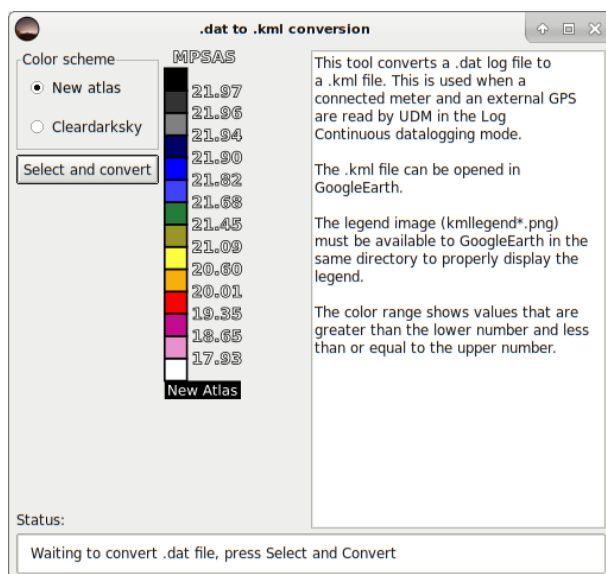 .dat to .kml conversion
Color scheme
New atlas
Cleardarksky
Select and convert
MPSAS
21.97
21.96
21.94
21.90
21.82
21.68
21.45
21.09
20.60
20.01
19.35
18.65
17.93
New Atlas
This tool converts a .dat log file to
a .kml file. This is used when a
connected meter and an external GPS
are read by UDM in the Log
Continuous datalogging mode.
The .kml file can be opened in
GoogleEarth.
The legend image (kmllegend*.png)
must be available to GoogleEarth in the
same directory to properly display the
legend.
The color range shows values that are
greater than the lower number and less
than or equal to the upper number.
Status:
Waiting to convert .dat file, press Select and Convert